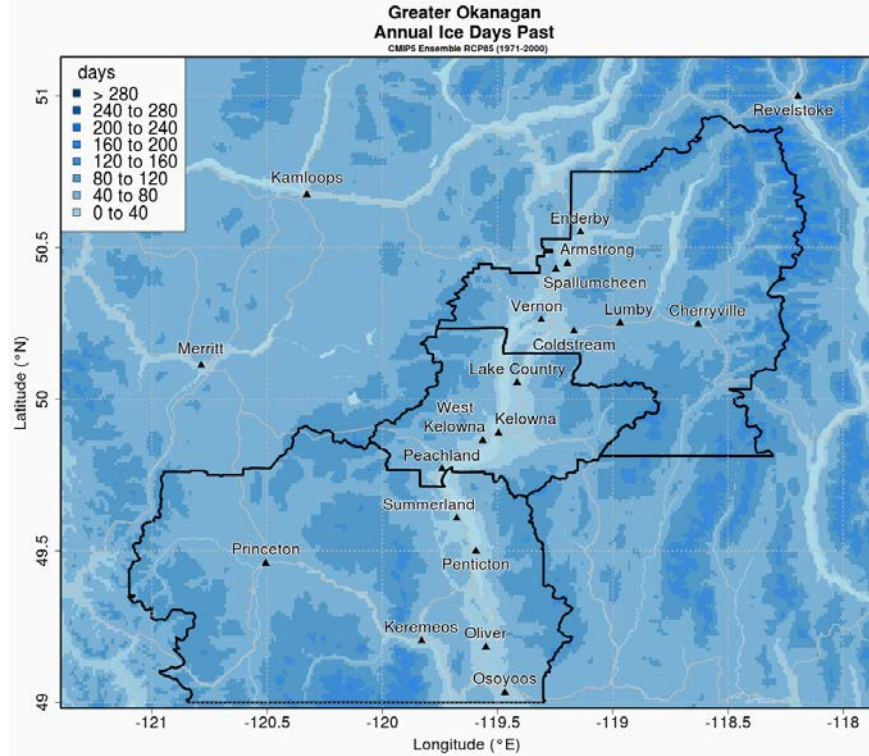 Greater Okanagan
Annual Ice Days Past
CMIP5 Ensemble RCP85 (1971-2000)
days
> 280
240 to 280
200 to 240
160 to 200
120 to 160
80 to 120
40 to 80
0 to 40
Revelstoke
Kamloops
Enderby
Armstrong
Spallumcheen
Vernon
Lumby
Cherryville
Coldstream
Merritt
Lake Country
West
Kelowna
Kelowna
Peachland
Summerland
Princeton
Penticton
Keremeos
Oliver
Osoyoos
Latitude (°N)
51
50.5
50
49.5
49
-121
-120.5
-120
-119.5
-119
-118.5
-118
Longitude (°E)